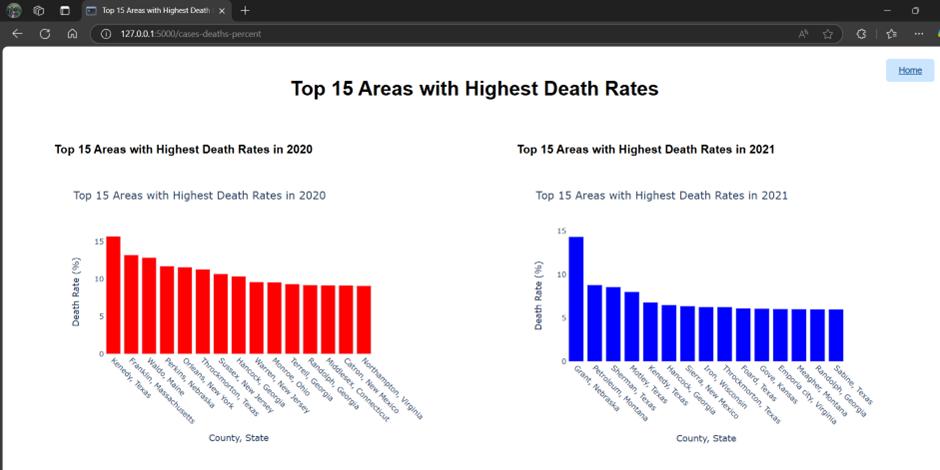 Top 15 Areas with Highest Death
127.0.0.1:5000/cases-deaths-percent
Home
Top 15 Areas with Highest Death Rates
Top 15 Areas with Highest Death Rates in 2020
Top 15 Areas with Highest Death Rates in 2020
15
10
5
0
Death Rate (%)
Kenedy, Texas
Franklin, Massachusetts
Waldo, Maine
Perkins, Nebraska
Orleans, New York
Throckmorton, Texas
Sussex, New Jersey
Hancock, Georgia
Warren, New Jersey
Monroe, Ohio
Terrell, Georgia
Randolph, Georgia
Middlesex, Connecticut
Catron, New Mexico
Northampton, Virginia
County, State
Top 15 Areas with Highest Death Rates in 2021
Top 15 Areas with Highest Death Rates in 2021
15
10
5
0
Death Rate (%)
Grant, Nebraska
Petroleum, Montana
Sherman, Texas
Motley, Texas
Kenedy, Texas
Hancock, Georgia
Sierra, New Mexico
Iron, Wisconsin
Throckmorton, Texas
Foard, Texas
Gove, Kansas
Emporia City, Virginia
Meagher, Montana
Randolph, Georgia
Sabine, Texas
County, State